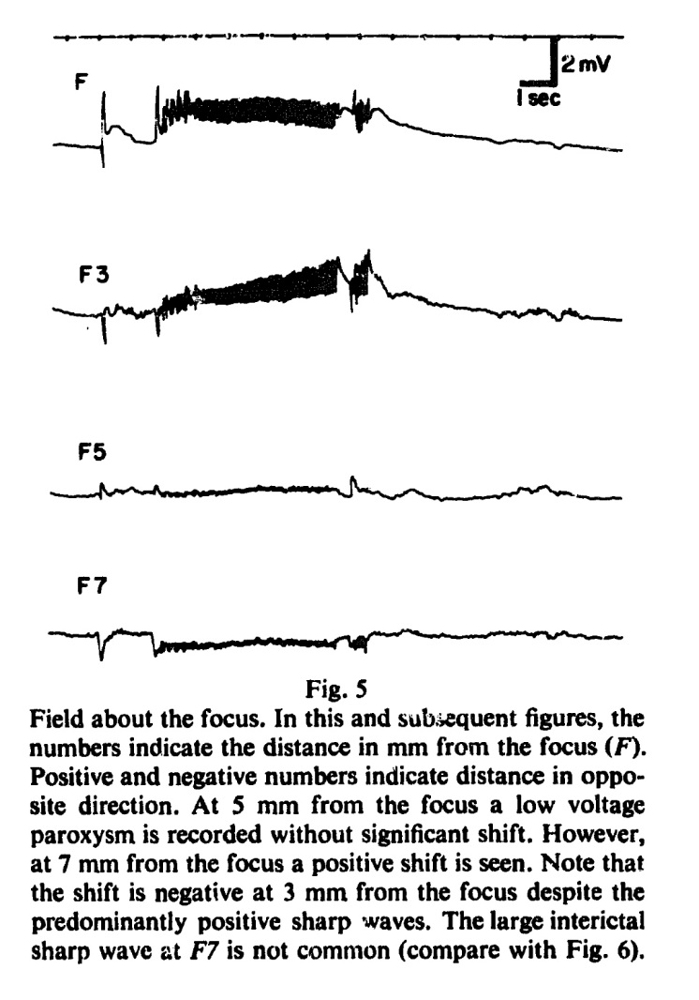 2 mV
1 sec
F
F3
F5
F7
Fig. 5
Field about the focus. In this and subsequent figures, the
numbers indicate the distance in mm from the focus (F).
Positive and negative numbers indicate distance in oppo-
site direction. At 5 mm from the focus a low voltage
paroxysm is recorded without significant shift. However,
at 7 mm from the focus a positive shift is seen. Note that
the shift is negative at 3 mm from the focus despite the
predominantly positive sharp waves. The large interictal
sharp wave at F7 is not common (compare with Fig. 6).